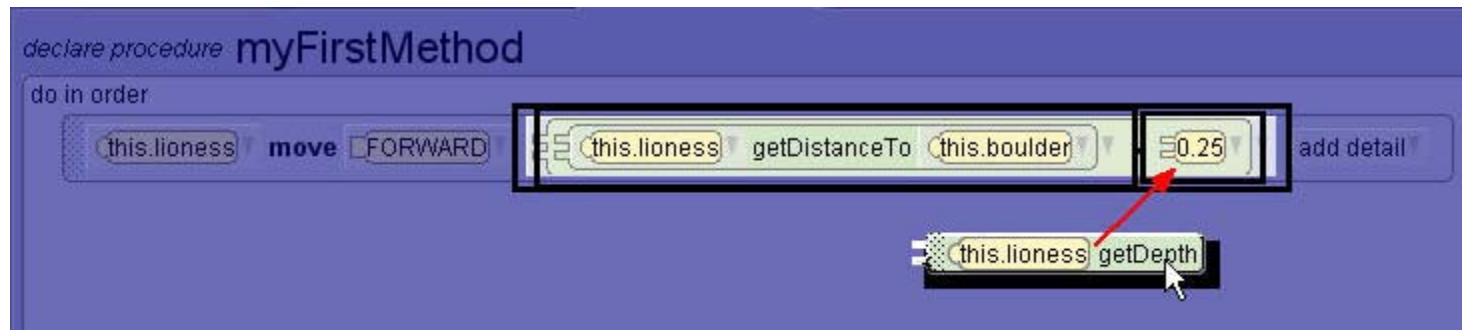 declare procedure myFirstMethod
do in order
this.lioness move FORWARD this.lioness getDistanceTo this.boulder - 0.25 add detail
this.lioness getDepth